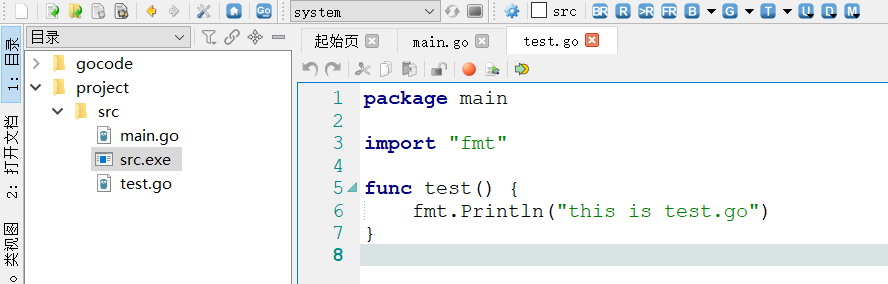 Go
system
src
BR R >R FR B G T U D M
1: 目录
2: 打开文档
类视图
目录
gocode
project
src
main.go
src.exe
test.go
起始页
main.go
test.go
1 package main
2
3 import "fmt"
4
5 func test() {
6 fmt.Println("this is test.go")
7 }
8